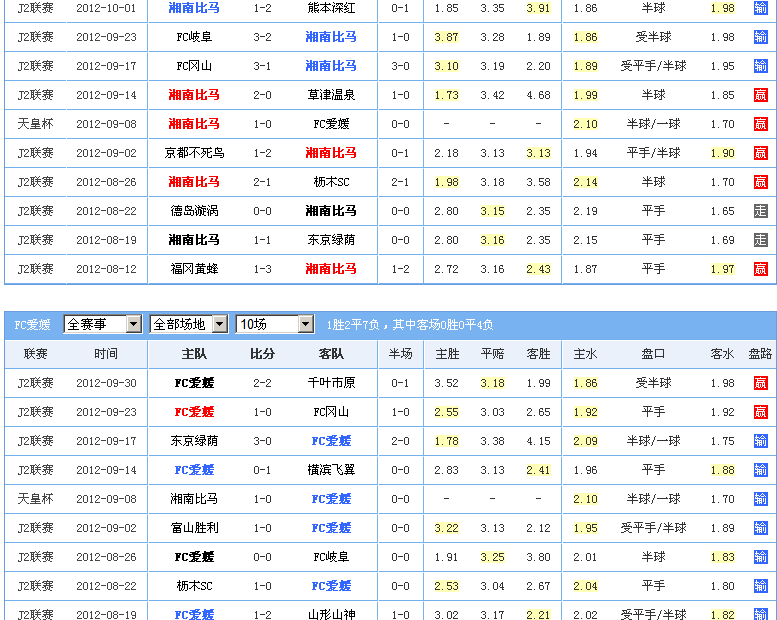 J2联赛 2012-10-01 湘南比马 1-2 熊本深红 0-1 1.85 3.35 3.91 1.86 半球 1.98 输
J2联赛 2012-09-23 FC岐阜 3-2 湘南比马 1-0 3.87 3.28 1.89 1.86 受半球 1.98 输
J2联赛 2012-09-17 FC冈山 3-1 湘南比马 3-0 3.10 3.19 2.20 1.89 受平手/半球 1.95 输
J2联赛 2012-09-14 湘南比马 2-0 草津温泉 1-0 1.73 3.42 4.68 1.99 半球 1.85 赢
天皇杯 2012-09-08 湘南比马 1-0 FC爱媛 0-0 - - - 2.10 半球/一球 1.70 赢
J2联赛 2012-09-02 京都不死鸟 1-2 湘南比马 0-1 2.18 3.13 3.13 1.94 平手/半球 1.90 赢
J2联赛 2012-08-26 湘南比马 2-1 枥木SC 2-1 1.98 3.18 3.58 2.14 半球 1.70 赢
J2联赛 2012-08-22 德岛漩涡 0-0 湘南比马 0-0 2.80 3.15 2.35 2.19 平手 1.65 走
J2联赛 2012-08-19 湘南比马 1-1 东京绿荫 0-0 2.80 3.16 2.35 2.15 平手 1.69 走
J2联赛 2012-08-12 福冈黄蜂 1-3 湘南比马 1-2 2.72 3.16 2.43 1.87 平手 1.97 赢
FC爱媛 全赛事 全部场地 10场 1胜2平7负，其中客场0胜0平4负
联赛 时间 主队 比分 客队 半场 主胜 平赔 客胜 主水 盘口 客水 盘路
J2联赛 2012-09-30 FC爱媛 2-2 千叶市原 0-1 3.52 3.18 1.99 1.86 受半球 1.98 赢
J2联赛 2012-09-23 FC爱媛 1-0 FC冈山 1-0 2.55 3.03 2.65 1.92 平手 1.92 赢
J2联赛 2012-09-17 东京绿荫 3-0 FC爱媛 2-0 1.78 3.38 4.15 2.09 半球/一球 1.75 输
J2联赛 2012-09-14 FC爱媛 0-1 横滨飞翼 0-0 2.83 3.13 2.41 1.96 平手 1.88 输
天皇杯 2012-09-08 湘南比马 1-0 FC爱媛 0-0 - - - 2.10 半球/一球 1.70 输
J2联赛 2012-09-02 富山胜利 1-0 FC爱媛 0-0 3.22 3.13 2.12 1.95 受平手/半球 1.89 输
J2联赛 2012-08-26 FC爱媛 0-0 FC岐阜 0-0 1.91 3.25 3.80 2.01 半球 1.83 输
J2联赛 2012-08-22 枥木SC 1-0 FC爱媛 0-0 2.53 3.04 2.67 2.04 平手 1.80 输
J2联赛 2012-08-19 FC爱媛 1-2 山形山神 1-0 3.02 3.17 2.21 2.02 受平手/半球 1.82 输